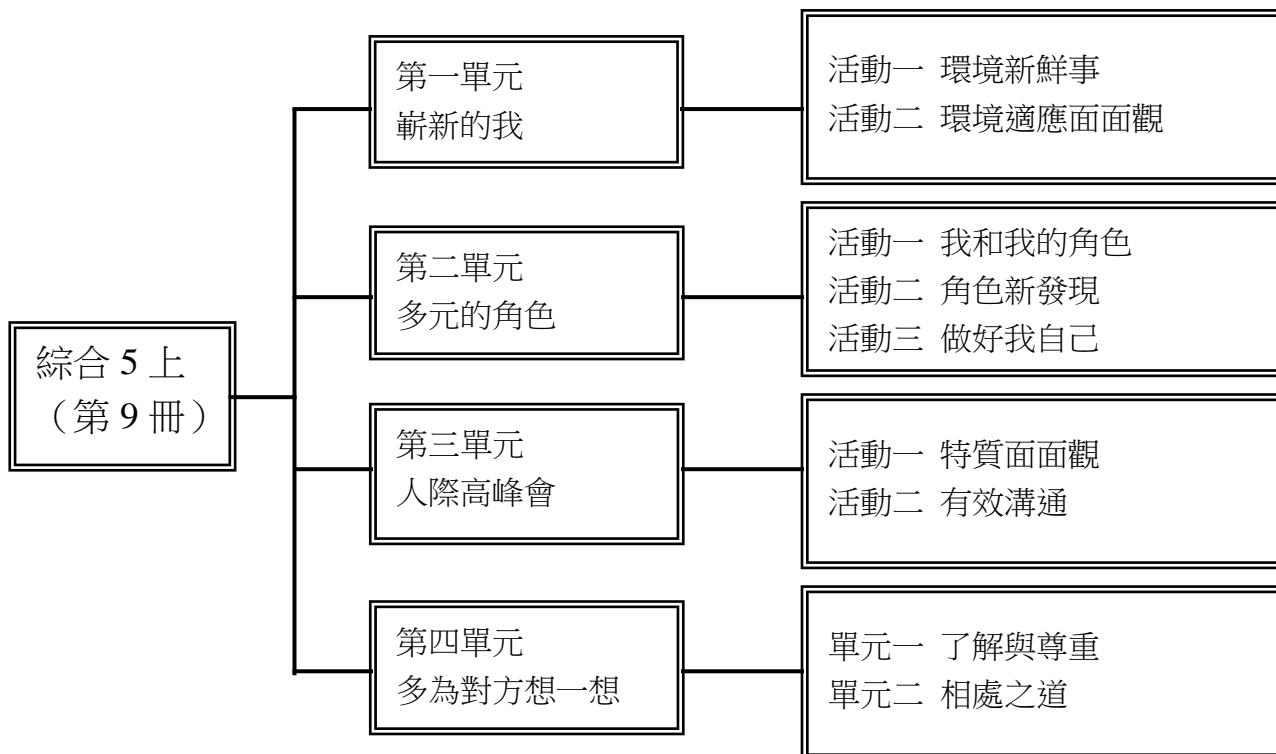 綜合 5 上
（第 9 冊）
第一單元
嶄新的我
活動一 環境新鮮事
活動二 環境適應面面觀
第二單元
多元的角色
活動一 我和我的角色
活動二 角色新發現
活動三 做好我自己
第三單元
人際高峰會
活動一 特質面面觀
活動二 有效溝通
第四單元
多為對方想一想
單元一 了解與尊重
單元二 相處之道